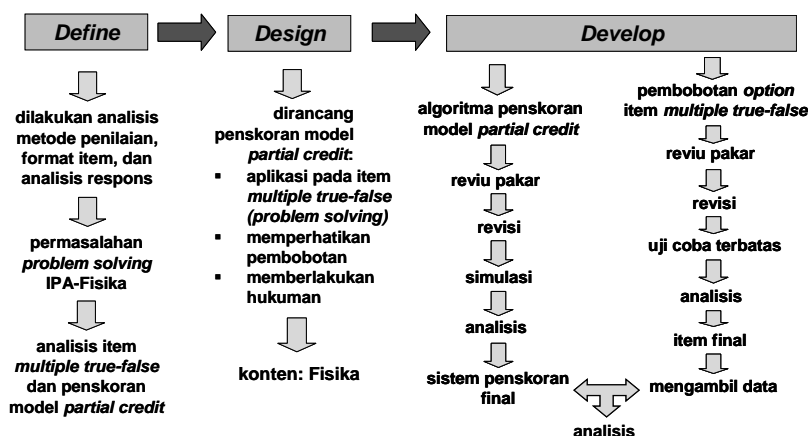 Define
Design
Develop
dilakukan analisis
metode penilaian,
format item, dan
analisis respons
permasalahan
problem solving
IPA-Fisika
analisis item
multiple true-false
dan penskoran
model partial credit
dirancang
penskoran model
partial credit:
▪ aplikasi pada item
multiple true-false
(problem solving)
▪ memperhatikan
pembobotan
▪ memberlakukan
hukuman
konten: Fisika
algoritma penskoran
model partial credit
reviu pakar
revisi
simulasi
analisis
sistem penskoran
final
pembobotan option
item multiple true-false
reviu pakar
revisi
uji coba terbatas
analisis
item final
mengambil data
analisis